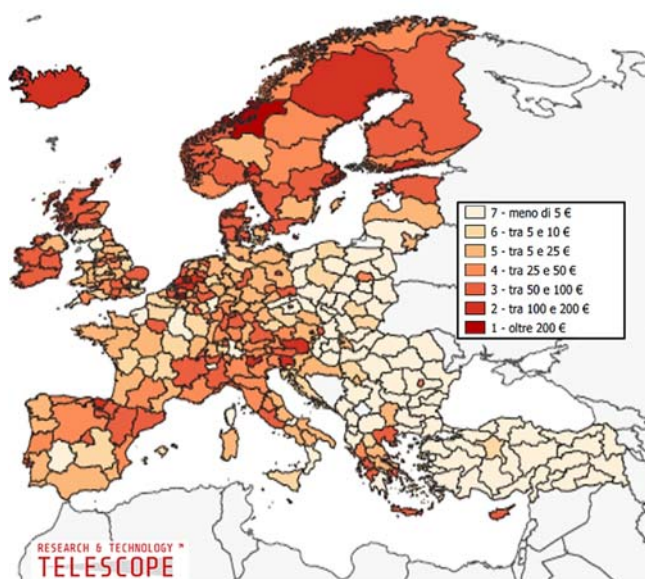 7 - meno di 5 €
6 - tra 5 e 10 €
5 - tra 5 e 25 €
4 - tra 25 e 50 €
3 - tra 50 e 100 €
2 - tra 100 e 200 €
1 - oltre 200 €
RESEARCH & TECHNOLOGY "
TELESCOPE